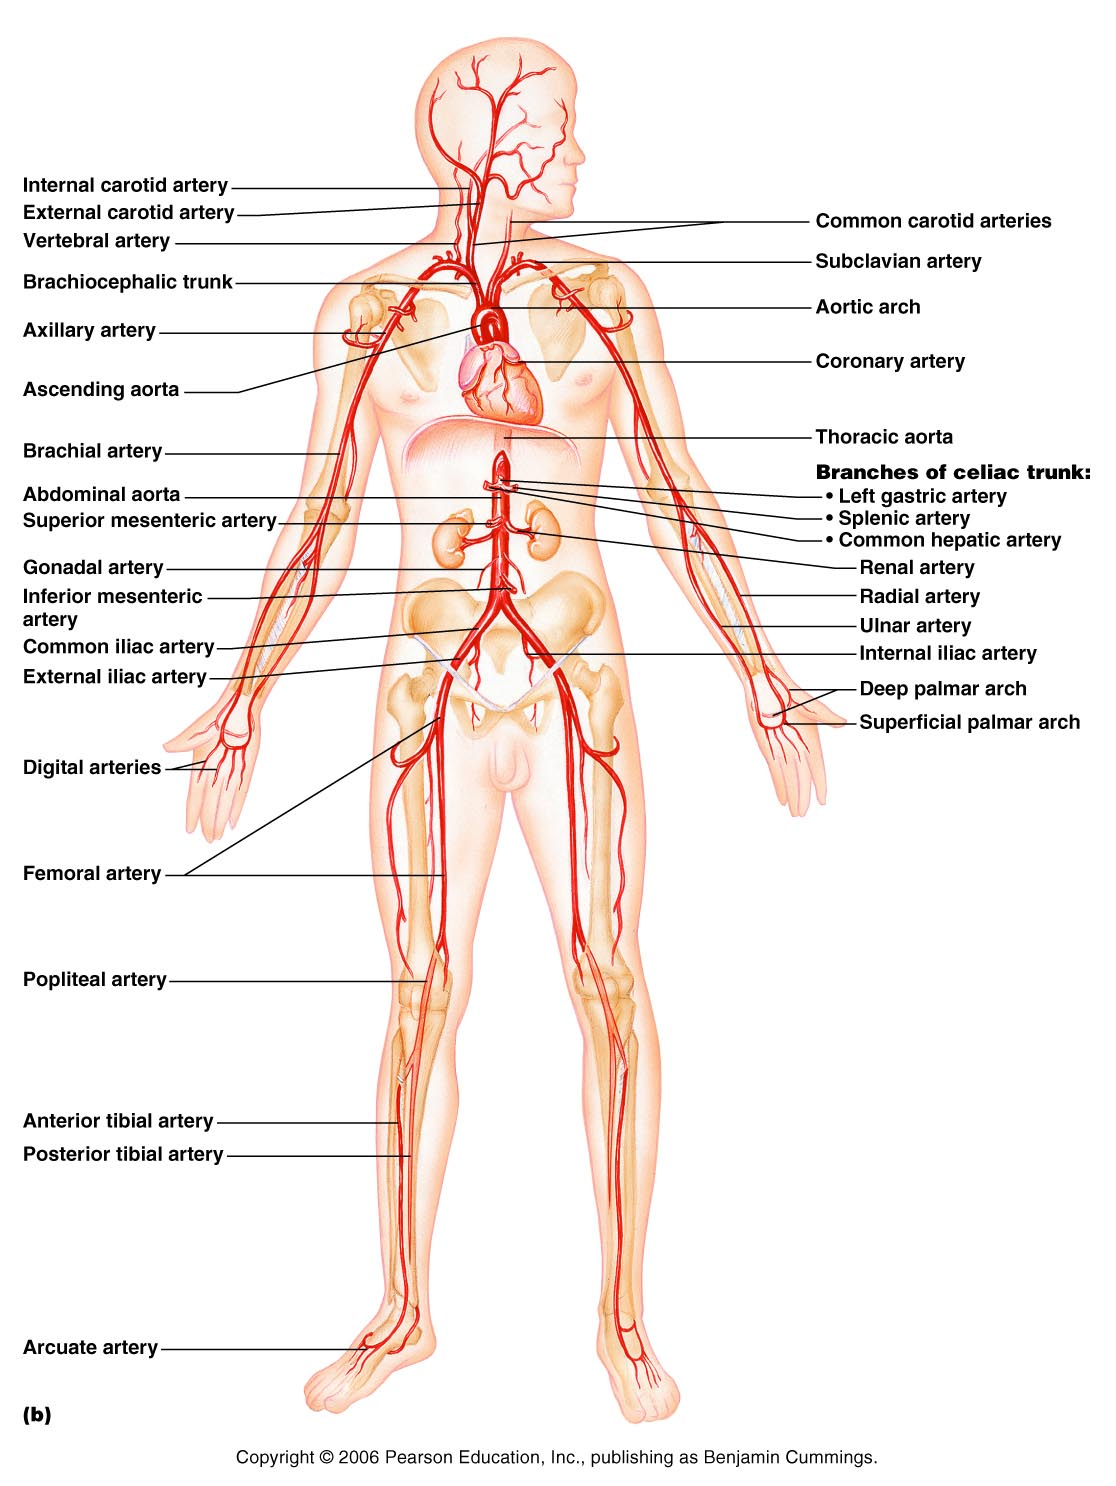 Internal carotid artery
External carotid artery
Vertebral artery
Brachiocephalic trunk
Axillary artery
Ascending aorta
Brachial artery
Abdominal aorta
Superior mesenteric artery
Gonadal artery
Inferior mesenteric
artery
Common iliac artery
External iliac artery
Digital arteries
Femoral artery
Popliteal artery
Anterior tibial artery
Posterior tibial artery
Arcuate artery
Common carotid arteries
Subclavian artery
Aortic arch
Coronary artery
Thoracic aorta
Branches of celiac trunk:
• Left gastric artery
• Splenic artery
• Common hepatic artery
Renal artery
Radial artery
Ulnar artery
Internal iliac artery
Deep palmar arch
Superficial palmar arch
(b)
Copyright © 2006 Pearson Education, Inc., publishing as Benjamin Cummings.